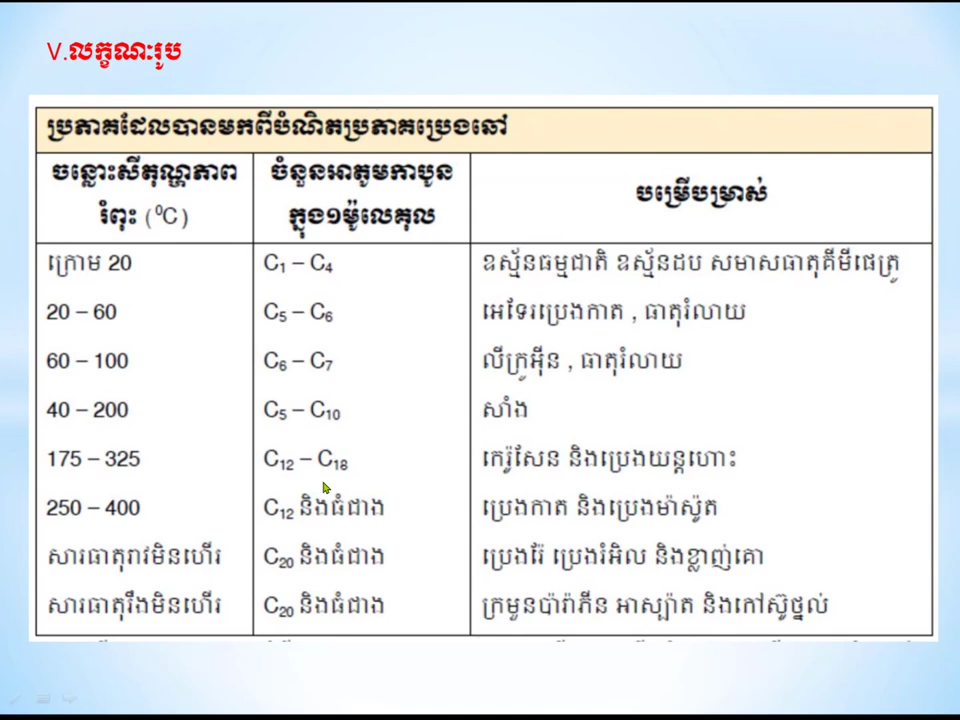 V.លក្ខណៈរូប
ប្រភាគដែលបានមកពីបំណិតប្រភាគប្រេងឆៅ
ចន្លោះសីតុណ្ហភាព
រំពុះ (⁰C)
ចំនួនអាតូមកាបូន
ក្នុង១ម៉ូលេគុល
បម្រើបម្រាស់
ក្រោម 20 C₁ – C₄ ឧស្ម័នធម្មជាតិ ឧស្ម័នដប សមាសធាតុគីមីផេត្រូ
20 – 60 C₅ – C₆ អេទែរប្រេងកាត , ធាតុរំលាយ
60 – 100 C₆ – C₇ លីក្រូអ៊ីន , ធាតុរំលាយ
40 – 200 C₅ – C₁₀ សាំង
175 – 325 C₁₂ – C₁₈ កេរ៉ូសែន និងប្រេងយន្តហោះ
250 – 400 C₁₂ និងធំជាង ប្រេងកាត និងប្រេងម៉ាស៊ូត
សារធាតុរាវមិនហើរ C₂₀ និងធំជាង ប្រេងរ៉ែ ប្រេងរំអិល និងខ្លាញ់គោ
សារធាតុរឹងមិនហើរ C₂₀ និងធំជាង ក្រមួនប៉ារ៉ាភីន អាស្ប៉ាត និងកៅស៊ូថ្នល់